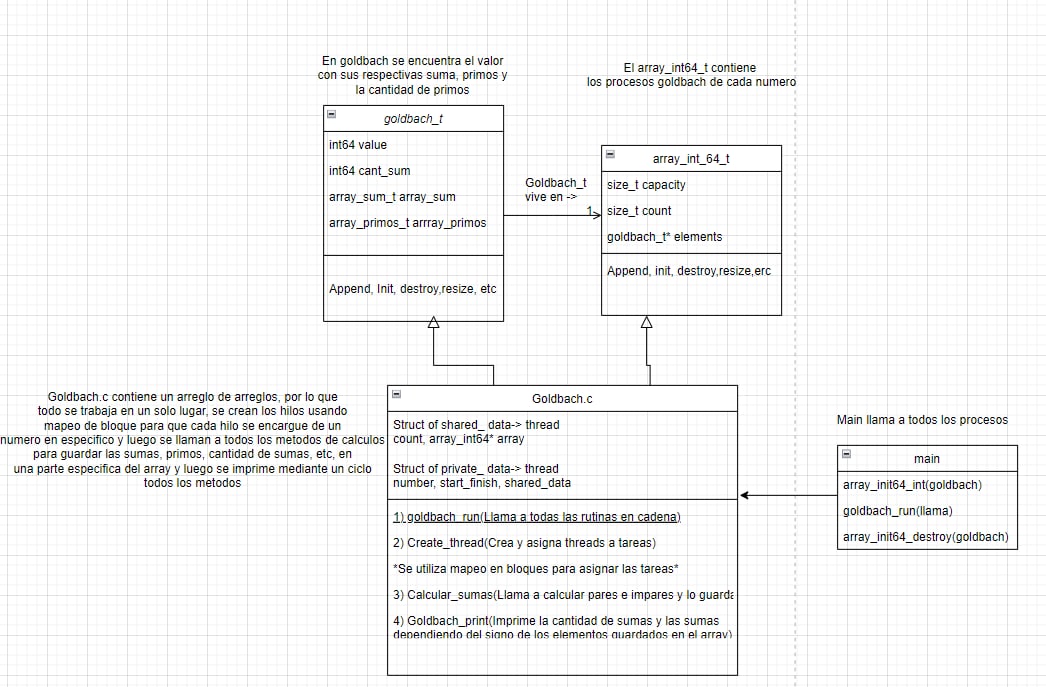 En goldbach se encuentra el valor
con sus respectivas suma, primos y
la cantidad de primos
El array_int64_t contiene
los procesos goldbach de cada numero
goldbach_t
int64 value
int64 cant_sum
array_sum_t array_sum
array_primos_t arrray_primos
Append, Init, destroy,resize, etc
Goldbach_t
vive en ->
1
array_int_64_t
size_t capacity
size_t count
goldbach_t* elements
Append, init, destroy,resize,erc
Goldbach.c contiene un arreglo de arreglos, por lo que
todo se trabaja en un solo lugar, se crean los hilos usando
mapeo de bloque para que cada hilo se encargue de un
numero en especifico y luego se llaman a todos los metodos de calculos
para guardar las sumas, primos, cantidad de sumas, etc, en
una parte especifica del array y luego se imprime mediante un ciclo
todos los metodos
Goldbach.c
Struct of shared_ data-> thread
count, array_int64* array
Struct of private_ data-> thread
number, start_finish, shared_data
1) goldbach_run(Llama a todas las rutinas en cadena)
2) Create_thread(Crea y asigna threads a tareas)
*Se utiliza mapeo en bloques para asignar las tareas*
3) Calcular_sumas(Llama a calcular pares e impares y lo guarda
4) Goldbach_print(Imprime la cantidad de sumas y las sumas
dependiendo del signo de los elementos guardados en el array)
Main llama a todos los procesos
main
array_init64_int(goldbach)
goldbach_run(llama)
array_init64_destroy(goldbach)